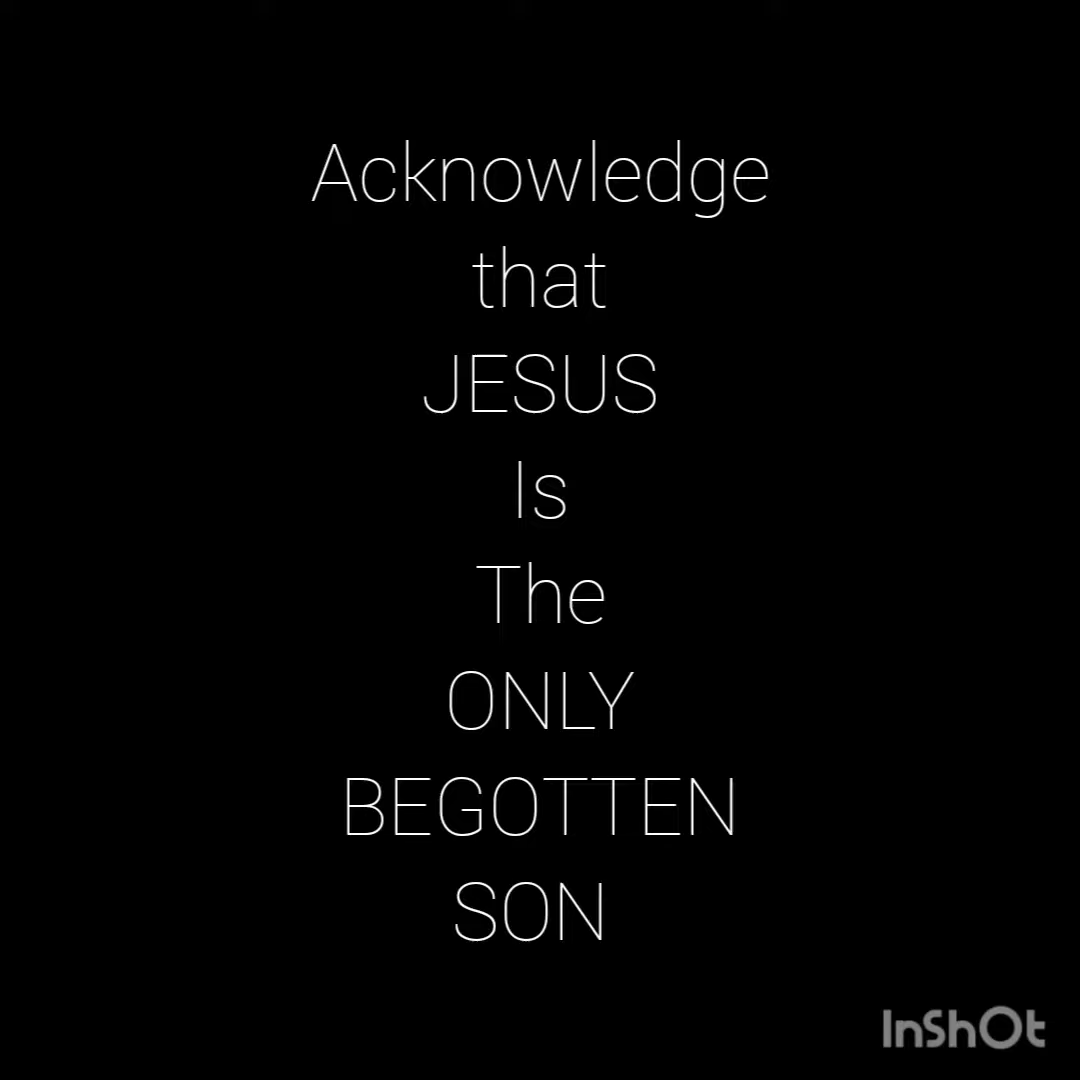 Acknowledge
that
JESUS
Is
The
ONLY
BEGOTTEN
SON
InShOt